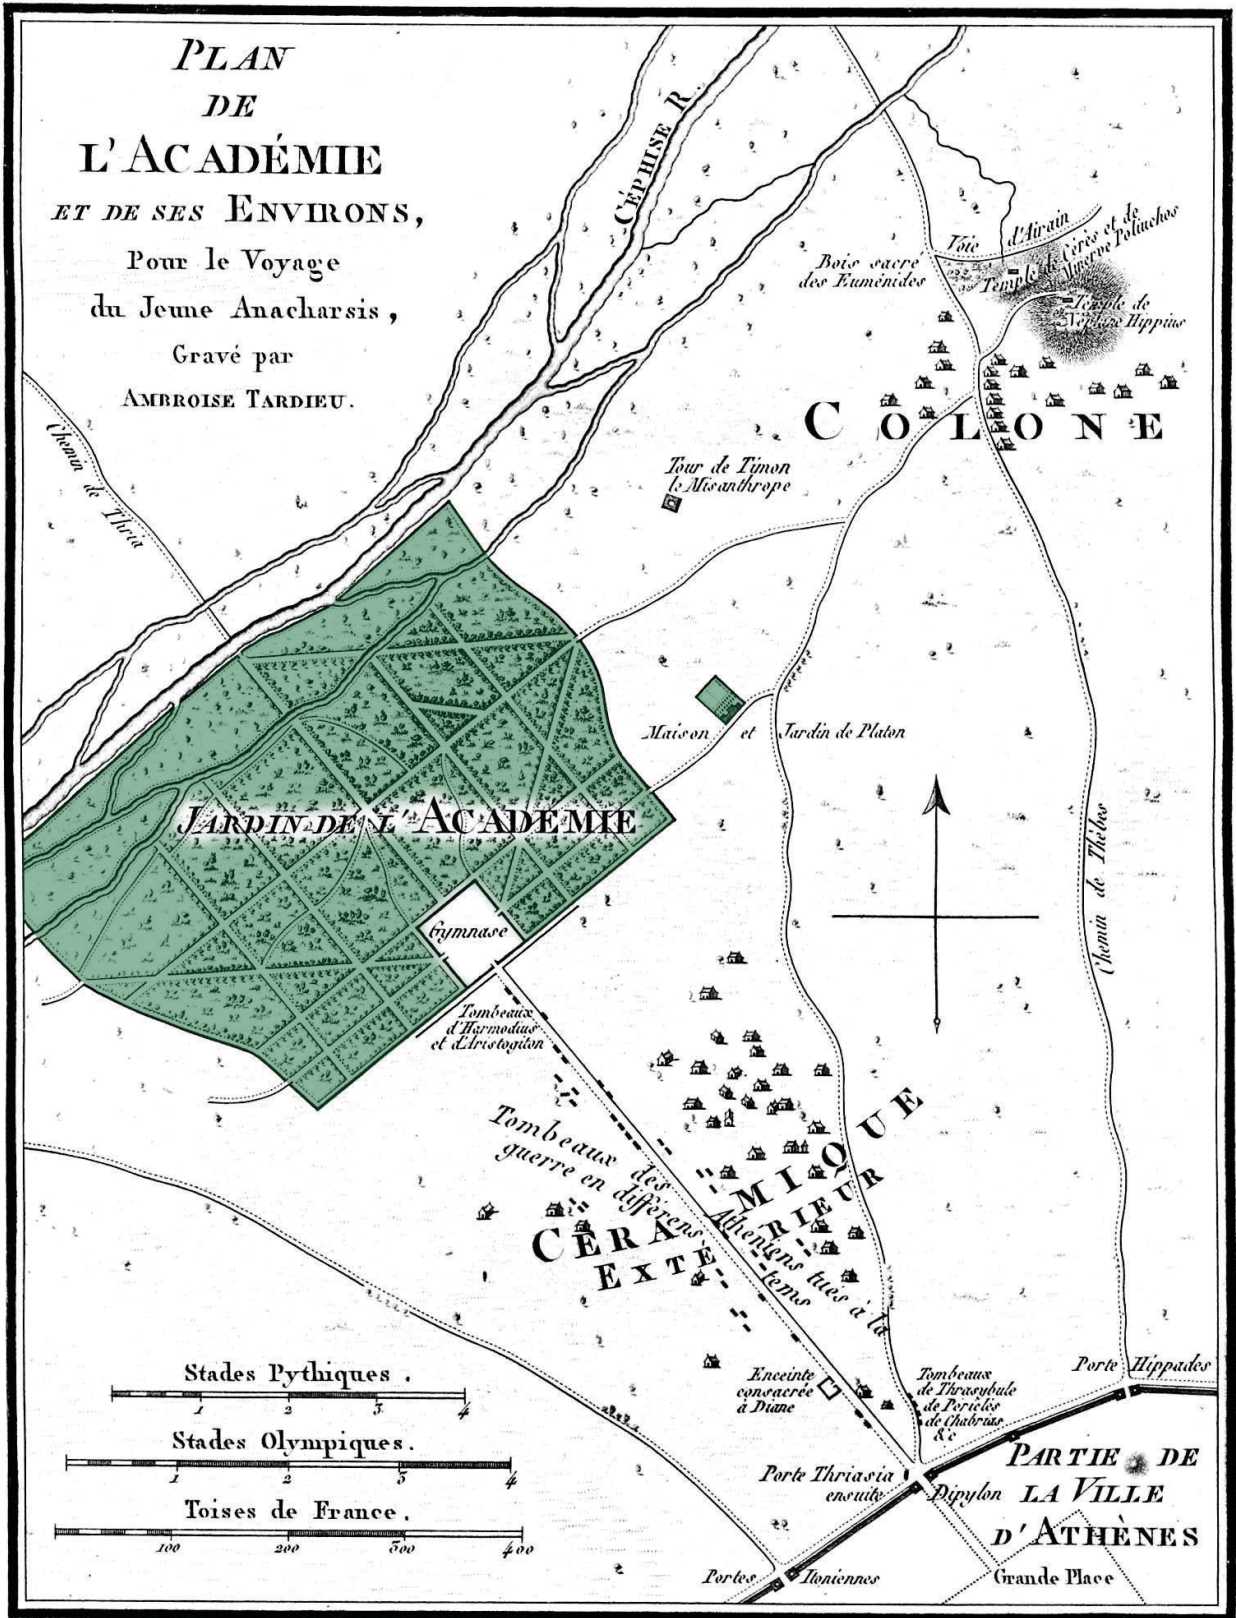 PLAN
DE
L'ACADÉMIE
ET DE SES ENVIRONS,
Pour le Voyage
du Jeune Anacharsis,
Gravé par
AMBROISE TARDIEU.
CÉPHISE R.
Voie d'Airain
Bois sacré
des Euménides
Temple de Cérès et de
Minerve Poliuchos
Temple de
Neptune Hippius
COLONE
Chemin de Thria
Tour de Timon
le Misanthrope
Maison et Jardin de Platon
JARDIN DE L'ACADÉMIE
Gymnase
Chemin de Thèbes
Tombeaux
d'Harmodius
et d'Aristogiton
Tombeaux des Athéniens tués à la
guerre en différens tems
CÉRAMIQUE
EXTÉRIEUR
Enceinte
consacrée
à Diane
Tombeaux
de Thrasybule
de Périclès
de Chabrias
&c
Porte Hippades
Stades Pythiques.
1 2 3 4
Stades Olympiques.
1 2 3 4
Toises de France.
100 200 300 400
Porte Thriasia
ensuite Dipylon
PARTIE DE
LA VILLE
D'ATHÈNES
Grande Place
Portes Itoniennes